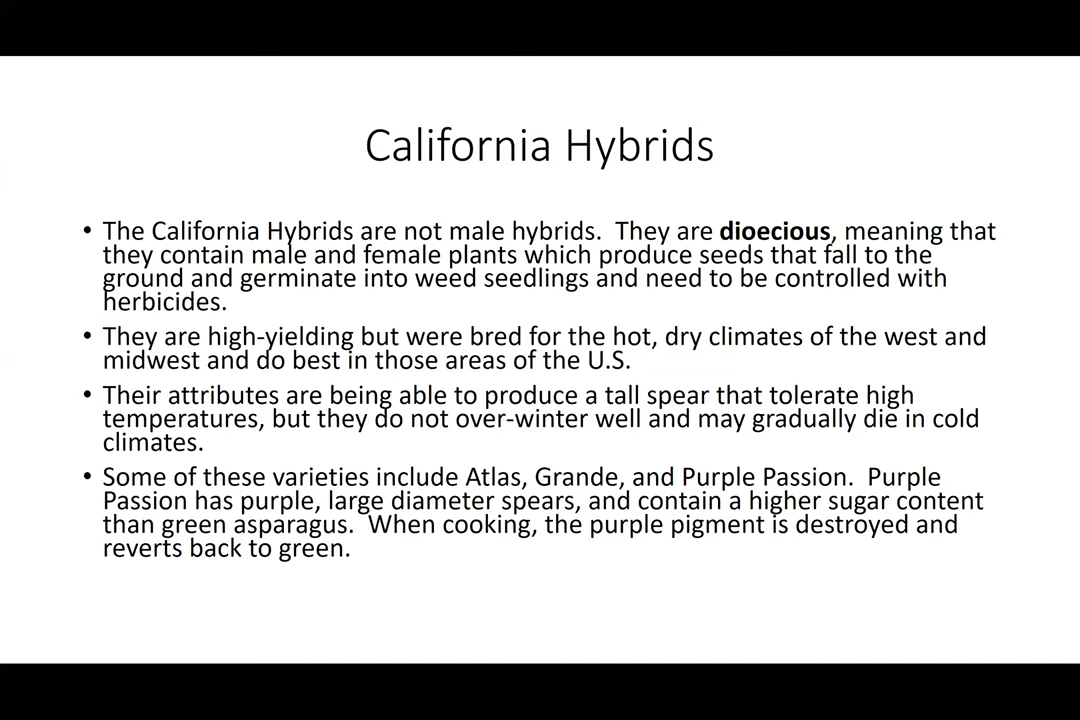 California Hybrids
• The California Hybrids are not male hybrids.  They are dioecious, meaning that
they contain male and female plants which produce seeds that fall to the
ground and germinate into weed seedlings and need to be controlled with
herbicides.
• They are high-yielding but were bred for the hot, dry climates of the west and
midwest and do best in those areas of the U.S.
• Their attributes are being able to produce a tall spear that tolerate high
temperatures, but they do not over-winter well and may gradually die in cold
climates.
• Some of these varieties include Atlas, Grande, and Purple Passion.  Purple
Passion has purple, large diameter spears, and contain a higher sugar content
than green asparagus.  When cooking, the purple pigment is destroyed and
reverts back to green.